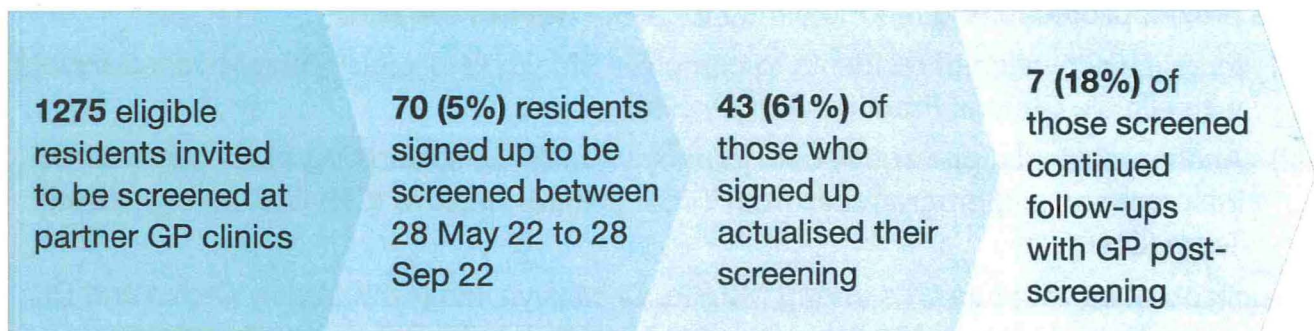 1275 eligible
residents invited
to be screened at
partner GP clinics
70 (5%) residents
signed up to be
screened between
28 May 22 to 28
Sep 22
43 (61%) of
those who
signed up
actualised their
screening
7 (18%) of
those screened
continued
follow-ups
with GP post-
screening